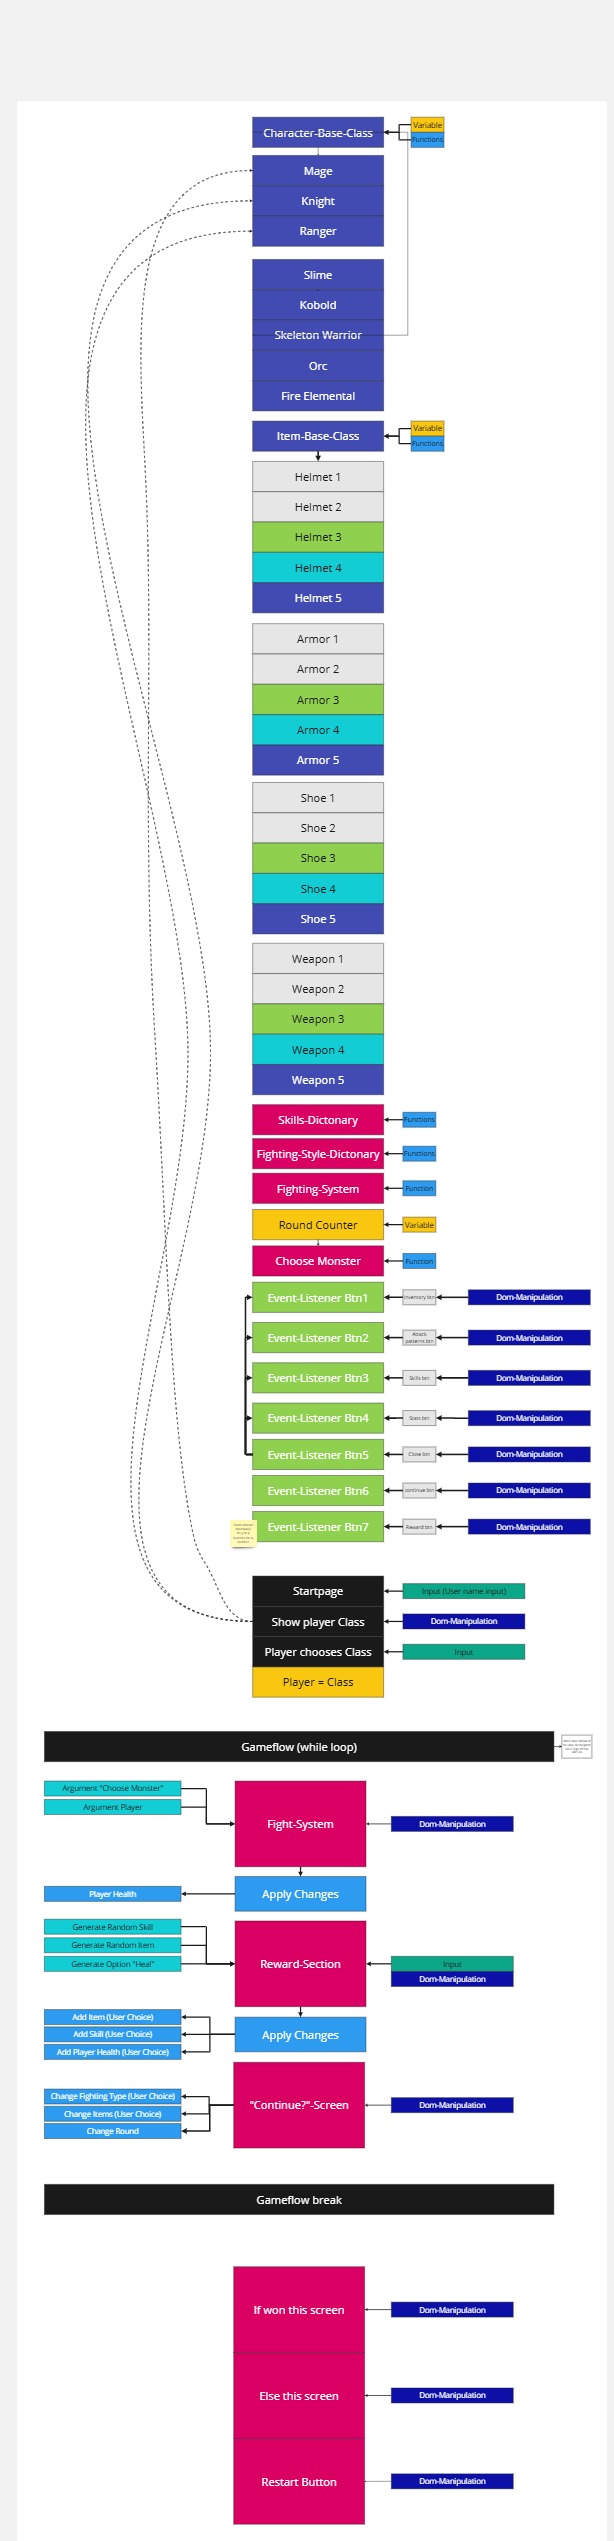 Character-Base-Class
Variable
Functions
Mage
Knight
Ranger
Slime
Kobold
Skeleton Warrior
Orc
Fire Elemental
Item-Base-Class
Variable
Functions
Helmet 1
Helmet 2
Helmet 3
Helmet 4
Helmet 5
Armor 1
Armor 2
Armor 3
Armor 4
Armor 5
Shoe 1
Shoe 2
Shoe 3
Shoe 4
Shoe 5
Weapon 1
Weapon 2
Weapon 3
Weapon 4
Weapon 5
Skills-Dictonary
Functions
Fighting-Style-Dictonary
Functions
Fighting-System
Function
Round Counter
Variable
Choose Monster
Function
Event-Listener Btn1
Inventory btn
Dom-Manipulation
Event-Listener Btn2
Attack
patterns btn
Dom-Manipulation
Event-Listener Btn3
Skills btn
Dom-Manipulation
Event-Listener Btn4
Stats btn
Dom-Manipulation
Event-Listener Btn5
Close btn
Dom-Manipulation
Event-Listener Btn6
continue btn
Dom-Manipulation
Event-Listener Btn7
Reward btn
Dom-Manipulation
Startpage
Input (User name input)
Show player Class
Dom-Manipulation
Player chooses Class
Input
Player = Class
Gameflow (while loop)
Argument "Choose Monster"
Argument Player
Fight-System
Dom-Manipulation
Player Health
Apply Changes
Generate Random Skill
Generate Random Item
Generate Option "Heal"
Reward-Section
Input
Dom-Manipulation
Add Item (User Choice)
Add Skill (User Choice)
Add Player Health (User Choice)
Apply Changes
Change Fighting Type (User Choice)
Change Items (User Choice)
Change Round
"Continue?"-Screen
Dom-Manipulation
Gameflow break
If won this screen
Dom-Manipulation
Else this screen
Dom-Manipulation
Restart Button
Dom-Manipulation